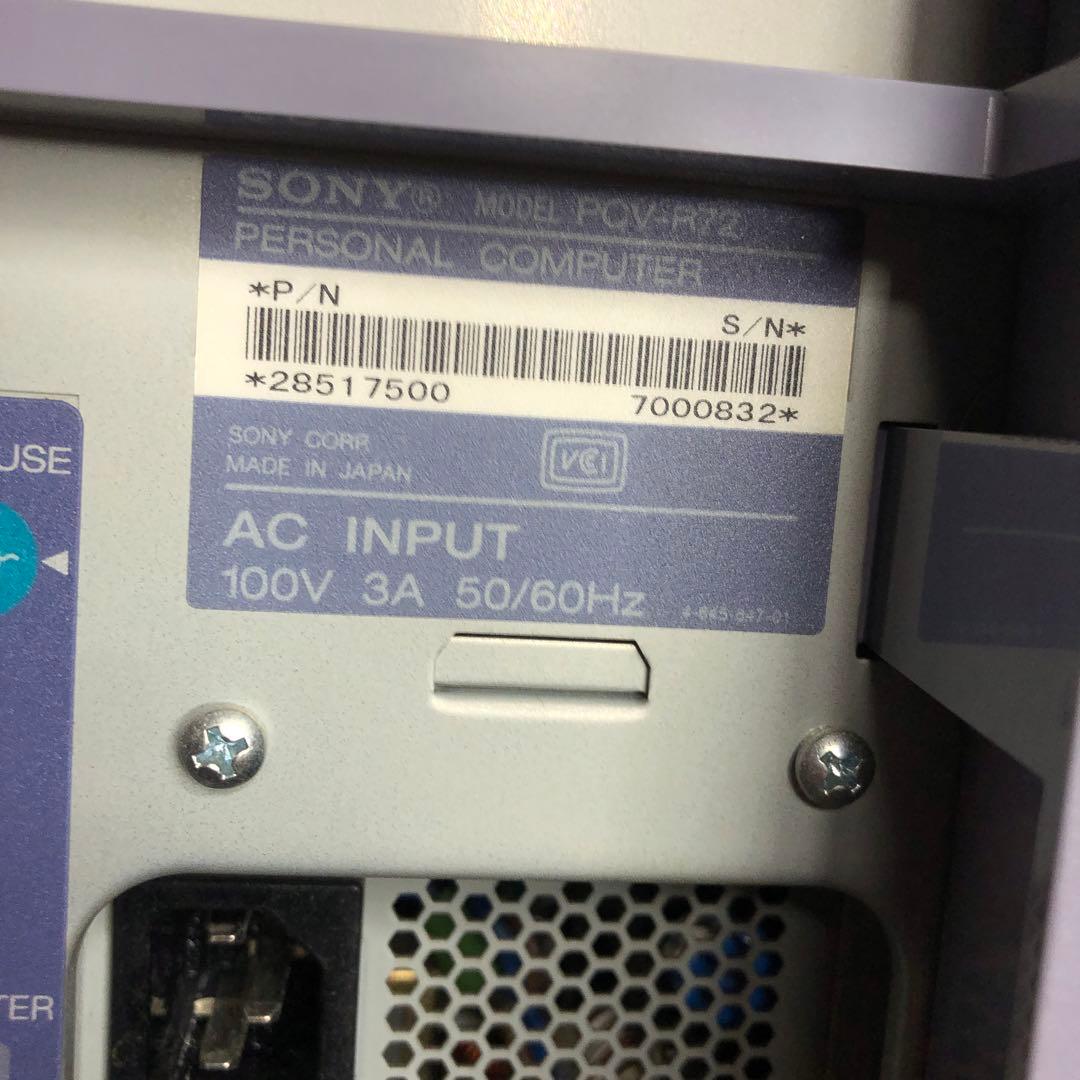 SONY® MODEL PCV-R72
PERSONAL COMPUTER
*P/N
S/N*
*28517500
7000832*
SONY CORP.
MADE IN JAPAN
VCI
AC INPUT
100V 3A 50/60Hz
USE
TER